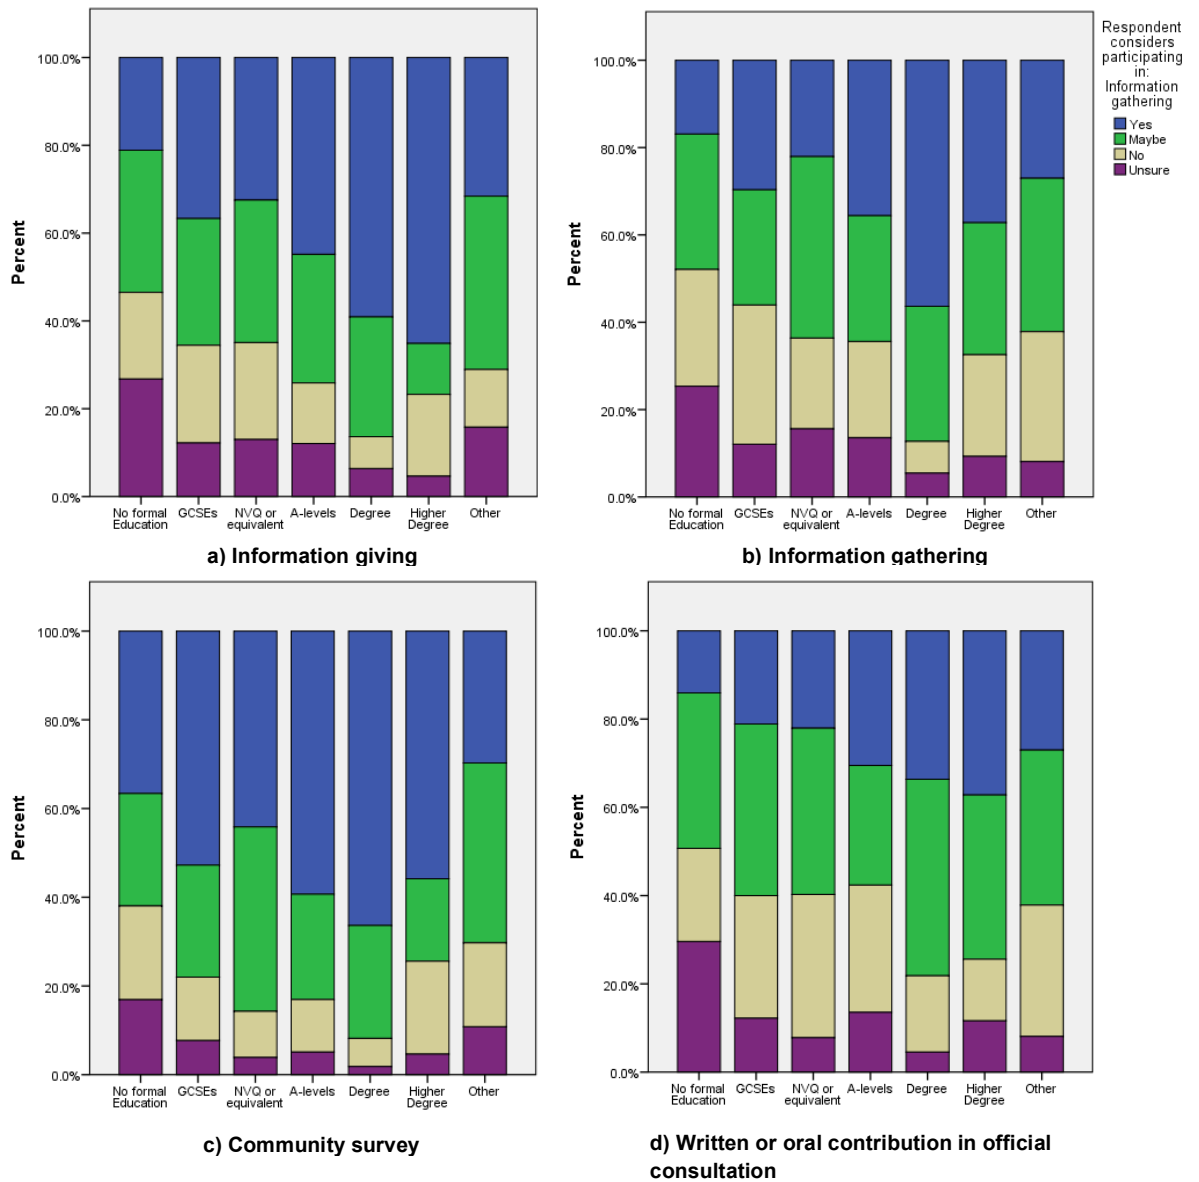 100.0%
80.0%
60.0%
40.0%
20.0%
0.0%
Percent
No formal Education
GCSEs
NVQ or equivalent
A-levels
Degree
Higher Degree
Other
a) Information giving
100.0%
80.0%
60.0%
40.0%
20.0%
0.0%
Percent
No formal Education
GCSEs
NVQ or equivalent
A-levels
Degree
Higher Degree
Other
b) Information gathering
Respondent
considers
participating
in:
Information
gathering
Yes
Maybe
No
Unsure
100.0%
80.0%
60.0%
40.0%
20.0%
0.0%
Percent
No formal Education
GCSEs
NVQ or equivalent
A-levels
Degree
Higher Degree
Other
c) Community survey
100.0%
80.0%
60.0%
40.0%
20.0%
0.0%
Percent
No formal Education
GCSEs
NVQ or equivalent
A-levels
Degree
Higher Degree
Other
d) Written or oral contribution in official
consultation